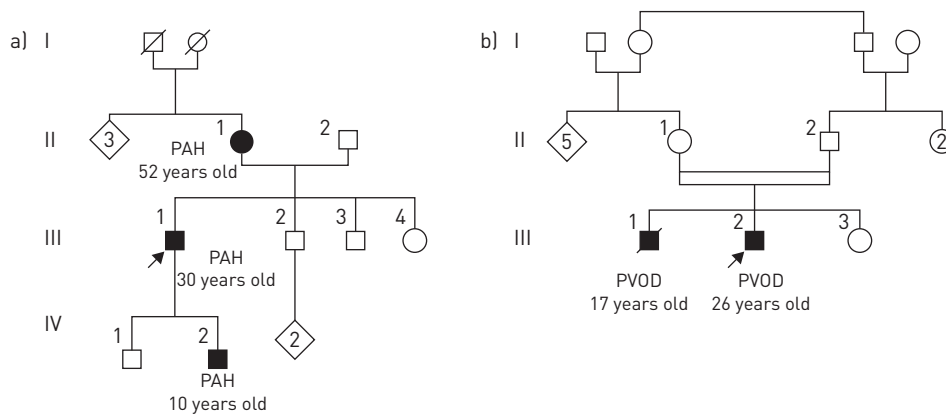 a) I
3
1
2
II
PAH
52 years old
1
2
3
4
III
PAH
30 years old
IV
1
2
2
PAH
10 years old
b) I
5
1
2
2
II
1
2
3
III
PVOD
17 years old
PVOD
26 years old